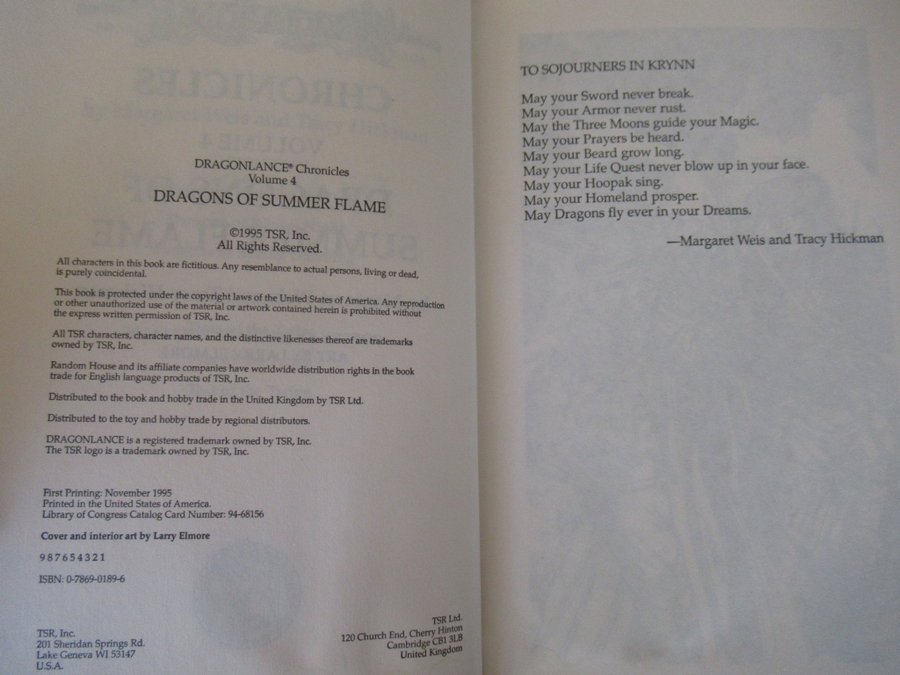 DRAGONLANCE® Chronicles
Volume 4
DRAGONS OF SUMMER FLAME
©1995 TSR, Inc.
All Rights Reserved.
All characters in this book are fictitious. Any resemblance to actual persons, living or dead,
is purely coincidental.
This book is protected under the copyright laws of the United States of America. Any reproduction
or other unauthorized use of the material or artwork contained herein is prohibited without
the express written permission of TSR, Inc.
All TSR characters, character names, and the distinctive likenesses thereof are trademarks
owned by TSR, Inc.
Random House and its affiliate companies have worldwide distribution rights in the book
trade for English language products of TSR, Inc.
Distributed to the book and hobby trade in the United Kingdom by TSR Ltd.
Distributed to the toy and hobby trade by regional distributors.
DRAGONLANCE is a registered trademark owned by TSR, Inc.
The TSR logo is a trademark owned by TSR, Inc.
First Printing: November 1995
Printed in the United States of America.
Library of Congress Catalog Card Number: 94-68156
Cover and interior art by Larry Elmore
9 8 7 6 5 4 3 2 1
ISBN: 0-7869-0189-6
TSR, Inc.
201 Sheridan Springs Rd.
Lake Geneva WI 53147
U.S.A.
TSR Ltd.
120 Church End, Cherry Hinton
Cambridge CB1 3LB
United Kingdom
TO SOJOURNERS IN KRYNN
May your Sword never break.
May your Armor never rust.
May the Three Moons guide your Magic.
May your Prayers be heard.
May your Beard grow long.
May your Life Quest never blow up in your face.
May your Hoopak sing.
May your Homeland prosper.
May Dragons fly ever in your Dreams.
—Margaret Weis and Tracy Hickman